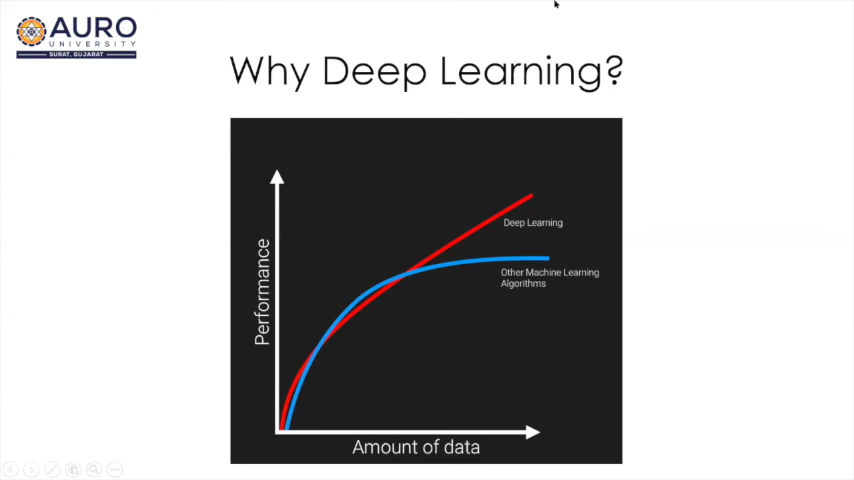 AURO
UNIVERSITY
SURAT, GUJARAT
Why Deep Learning?
Performance
Deep Learning
Other Machine Learning
Algorithms
Amount of data